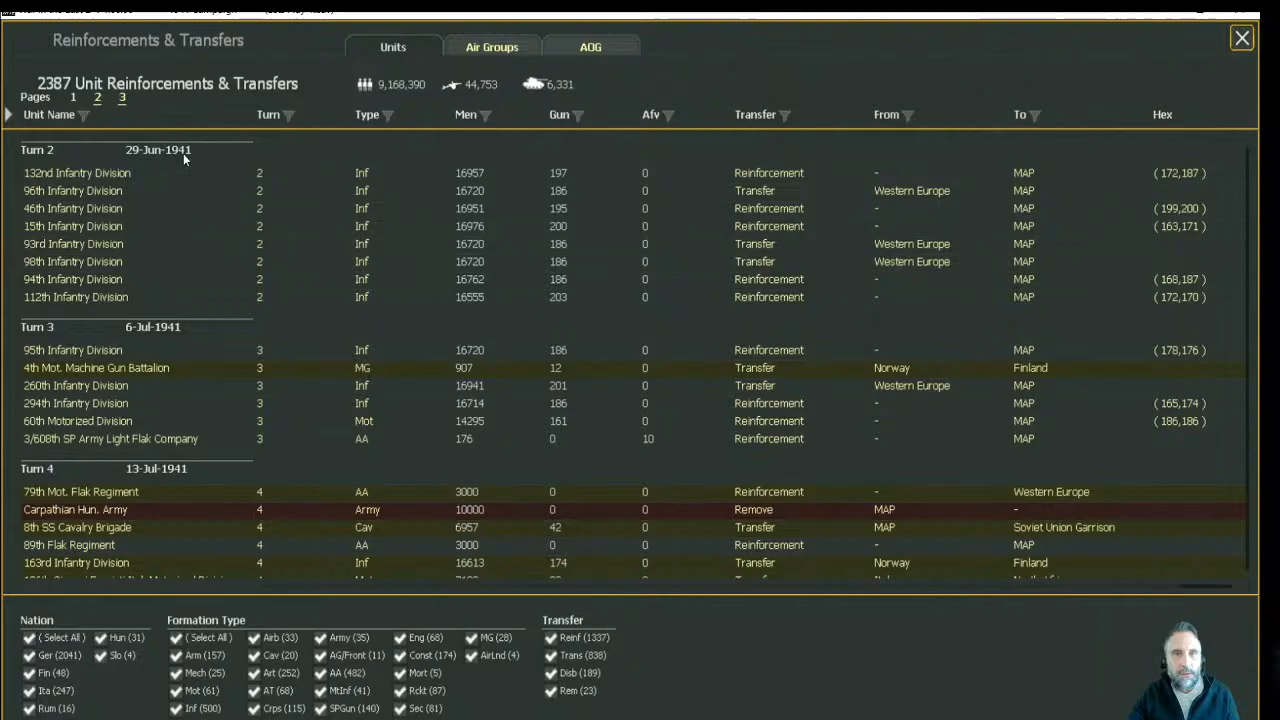 Reinforcements & Transfers
Units Air Groups AOG
2387 Unit Reinforcements & Transfers 9,168,390 44,753 6,331
Pages 1 2 3
Unit Name Turn Type Men Gun Afv Transfer From To Hex
Turn 2 29-Jun-1941
132nd Infantry Division 2 Inf 16957 197 0 Reinforcement - MAP ( 172,187 )
96th Infantry Division 2 Inf 16720 186 0 Transfer Western Europe MAP
46th Infantry Division 2 Inf 16951 195 0 Reinforcement - MAP ( 199,200 )
15th Infantry Division 2 Inf 16976 200 0 Reinforcement - MAP ( 163,171 )
93rd Infantry Division 2 Inf 16720 186 0 Transfer Western Europe MAP
98th Infantry Division 2 Inf 16720 186 0 Transfer Western Europe MAP
94th Infantry Division 2 Inf 16762 186 0 Reinforcement - MAP ( 168,187 )
112th Infantry Division 2 Inf 16555 203 0 Reinforcement - MAP ( 172,170 )
Turn 3 6-Jul-1941
95th Infantry Division 3 Inf 16720 186 0 Reinforcement - MAP ( 178,176 )
4th Mot. Machine Gun Battalion 3 MG 907 12 0 Transfer Norway Finland
260th Infantry Division 3 Inf 16941 201 0 Transfer Western Europe MAP
294th Infantry Division 3 Inf 16714 186 0 Reinforcement - MAP ( 165,174 )
60th Motorized Division 3 Mot 14295 161 0 Reinforcement - MAP ( 186,186 )
3/608th SP Army Light Flak Company 3 AA 176 0 10 Reinforcement - MAP
Turn 4 13-Jul-1941
79th Mot. Flak Regiment 4 AA 3000 0 0 Reinforcement - Western Europe
Carpathian Hun. Army 4 Army 10000 0 0 Remove MAP -
8th SS Cavalry Brigade 4 Cav 6957 42 0 Transfer MAP Soviet Union Garrison
89th Flak Regiment 4 AA 3000 0 0 Reinforcement - MAP
163rd Infantry Division 4 Inf 16613 174 0 Transfer Norway Finland
Nation Formation Type Transfer
( Select All ) Hun (31) ( Select All ) Airb (33) Army (35) Eng (68) MG (28) Reinf (1337)
Ger (2041) Slo (4) Arm (157) Cav (20) AG/Front (11) Const (174) AirLnd (4) Trans (838)
Fin (48) Mech (25) Art (252) AA (482) Mort (5) Disb (189)
Ita (247) Mot (61) AT (68) MtInf (41) Rckt (87) Rem (23)
Rum (16) Inf (500) Crps (115) SPGun (140) Sec (81)